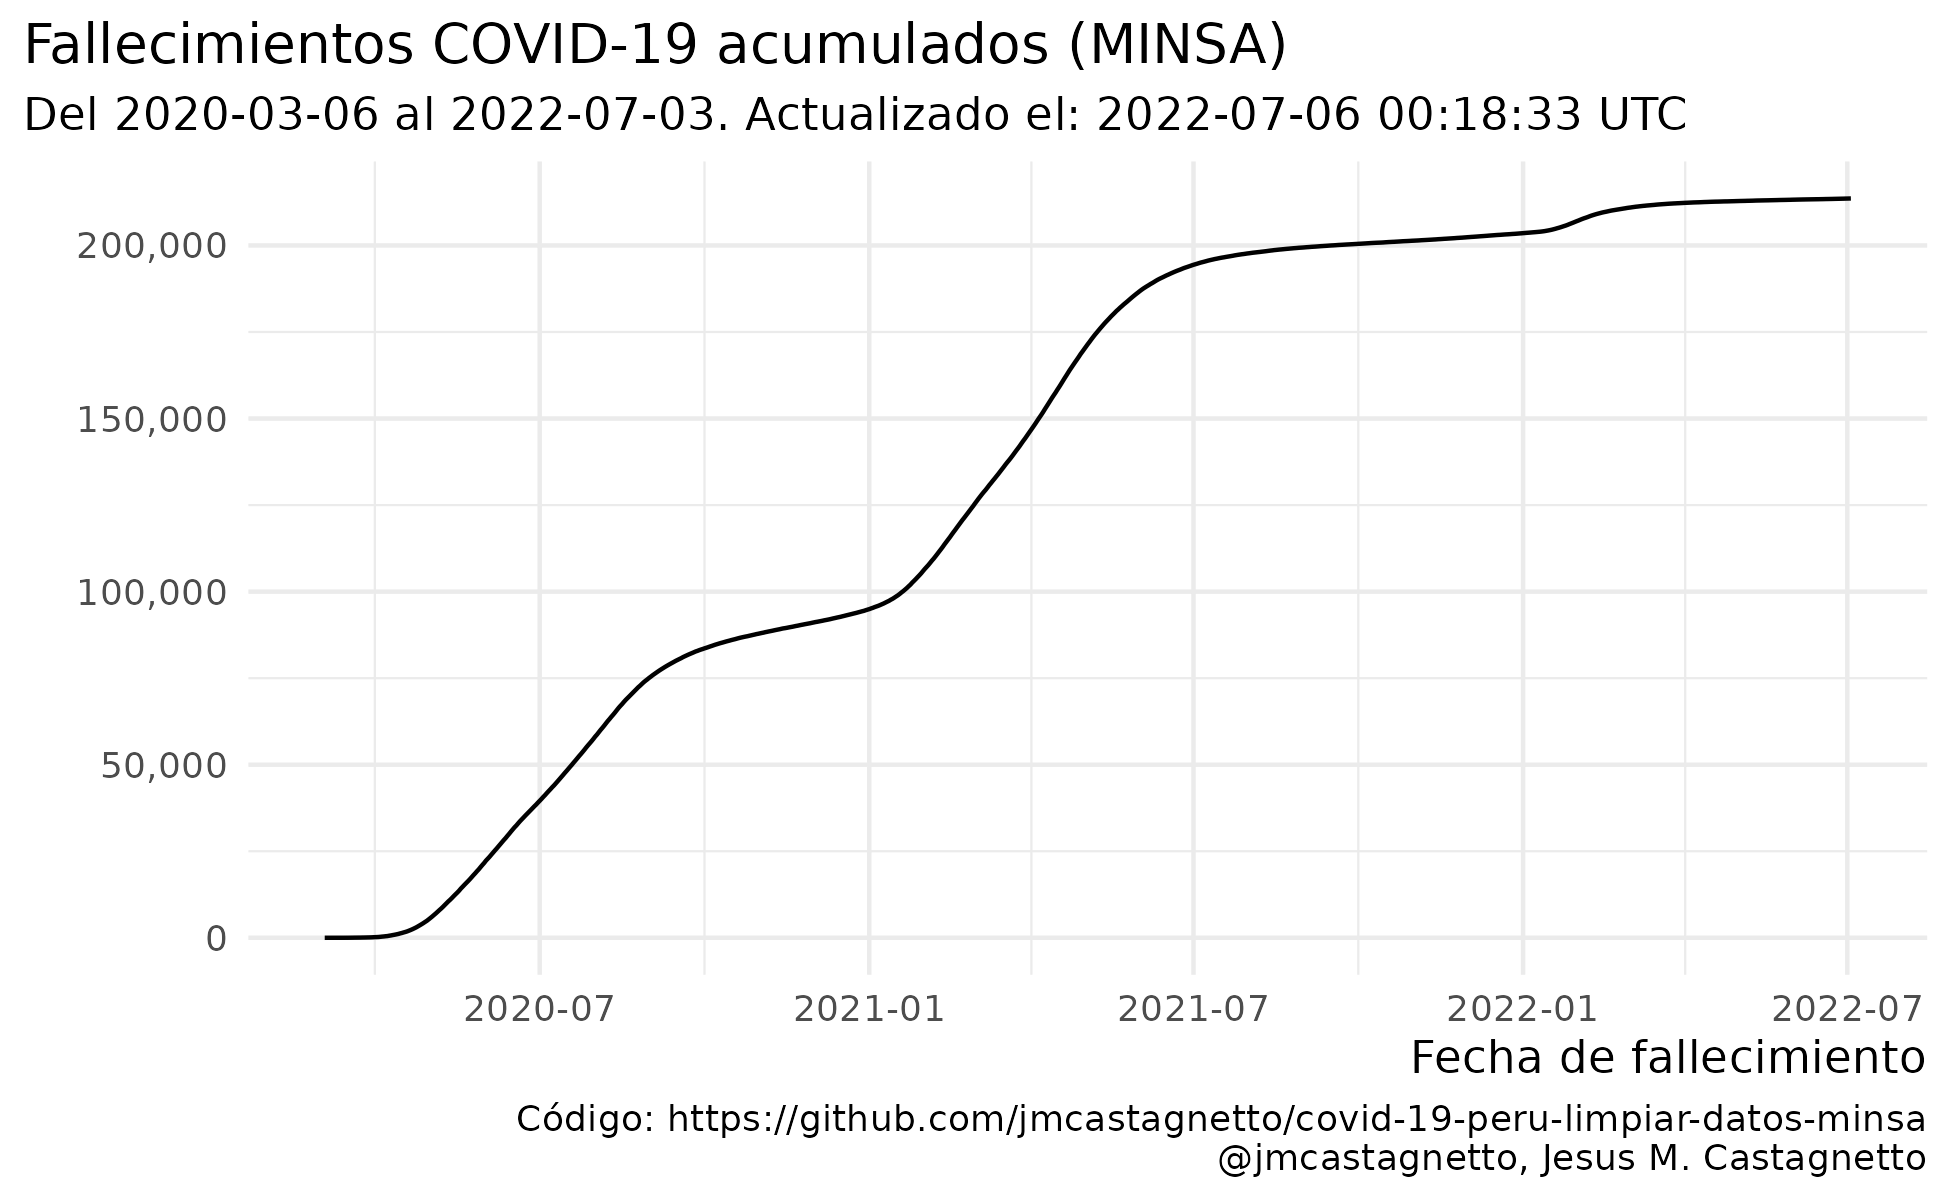 Fallecimientos COVID-19 acumulados (MINSA)
Del 2020-03-06 al 2022-07-03. Actualizado el: 2022-07-06 00:18:33 UTC
200,000
150,000
100,000
50,000
0
2020-07 2021-01 2021-07 2022-01 2022-07
Fecha de fallecimiento
Código: https://github.com/jmcastagnetto/covid-19-peru-limpiar-datos-minsa
@jmcastagnetto, Jesus M. Castagnetto